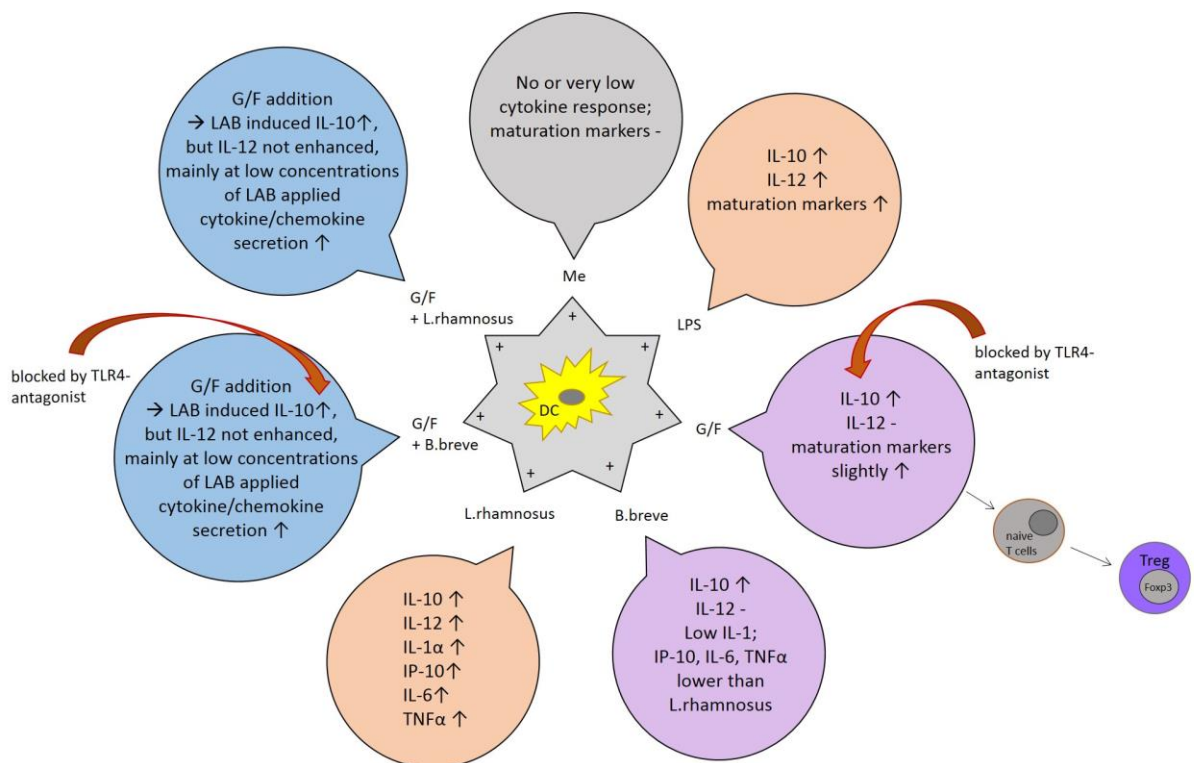 No or very low
cytokine response;
maturation markers -
G/F addition
→ LAB induced IL-10↑,
but IL-12 not enhanced,
mainly at low concentrations
of LAB applied
cytokine/chemokine
secretion ↑
IL-10 ↑
IL-12 ↑
maturation markers ↑
Me
G/F
+ L.rhamnosus
LPS
blocked by TLR4-
antagonist
G/F addition
→ LAB induced IL-10↑,
but IL-12 not enhanced,
mainly at low concentrations
of LAB applied
cytokine/chemokine
secretion ↑
G/F
+ B.breve
+
+
+
+
+
+
+
DC
G/F
IL-10 ↑
IL-12 -
maturation markers
slightly ↑
blocked by TLR4-
antagonist
L.rhamnosus
B.breve
naive
T cells
Treg
Foxp3
IL-10 ↑
IL-12 ↑
IL-1α ↑
IP-10↑
IL-6↑
TNFα ↑
IL-10 ↑
IL-12 -
Low IL-1;
IP-10, IL-6, TNFα
lower than
L.rhamnosus